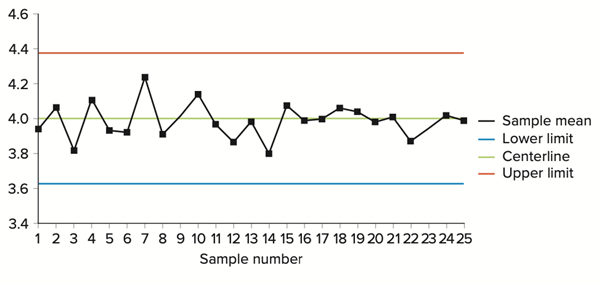 4.6
4.4
4.2
4.0
3.8
3.6
3.4
1 2 3 4 5 6 7 8 9 10 11 12 13 14 15 16 17 18 19 20 21 22 23 24 25
Sample number
Sample mean
Lower limit
Centerline
Upper limit